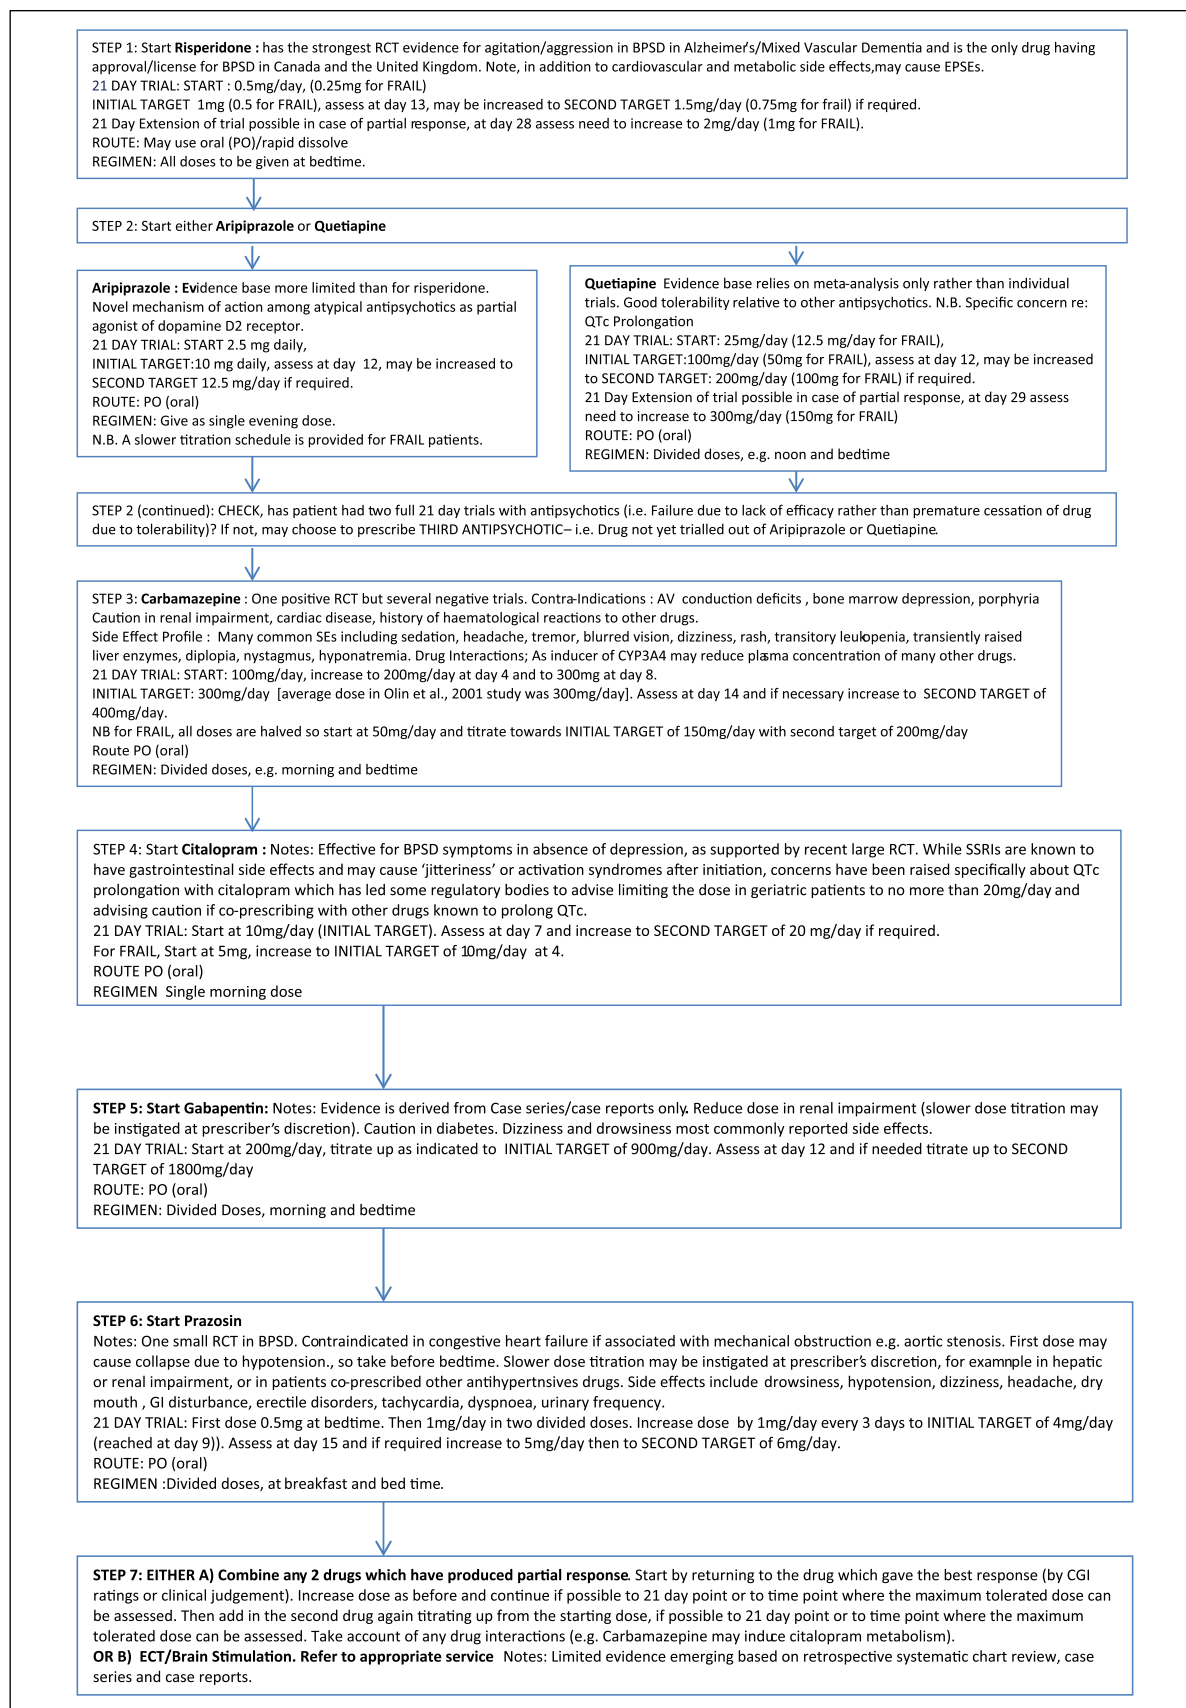 STEP 1: Start Risperidone : has the strongest RCT evidence for agitation/aggression in BPSD in Alzheimer's/Mixed Vascular Dementia and is the only drug having
approval/license for BPSD in Canada and the United Kingdom. Note, in addition to cardiovascular and metabolic side effects,may cause EPSEs.
21 DAY TRIAL: START : 0.5mg/day, (0.25mg for FRAIL)
INITIAL TARGET 1mg (0.5 for FRAIL), assess at day 13, may be increased to SECOND TARGET 1.5mg/day (0.75mg for frail) if required.
21 Day Extension of trial possible in case of partial response, at day 28 assess need to increase to 2mg/day (1mg for FRAIL).
ROUTE: May use oral (PO)/rapid dissolve
REGIMEN: All doses to be given at bedtime.
STEP 2: Start either Aripiprazole or Quetiapine
Aripiprazole : Evidence base more limited than for risperidone.
Novel mechanism of action among atypical antipsychotics as partial
agonist of dopamine D2 receptor.
21 DAY TRIAL: START 2.5 mg daily,
INITIAL TARGET:10 mg daily, assess at day 12, may be increased to
SECOND TARGET 12.5 mg/day if required.
ROUTE: PO (oral)
REGIMEN: Give as single evening dose.
N.B. A slower titration schedule is provided for FRAIL patients.
Quetiapine Evidence base relies on meta-analysis only rather than individual
trials. Good tolerability relative to other antipsychotics. N.B. Specific concern re:
QTc Prolongation
21 DAY TRIAL: START: 25mg/day (12.5 mg/day for FRAIL),
INITIAL TARGET:100mg/day (50mg for FRAIL), assess at day 12, may be increased
to SECOND TARGET: 200mg/day (100mg for FRAIL) if required.
21 Day Extension of trial possible in case of partial response, at day 29 assess
need to increase to 300mg/day (150mg for FRAIL)
ROUTE: PO (oral)
REGIMEN: Divided doses, e.g. noon and bedtime
STEP 2 (continued): CHECK, has patient had two full 21 day trials with antipsychotics (i.e. Failure due to lack of efficacy rather than premature cessation of drug
due to tolerability)? If not, may choose to prescribe THIRD ANTIPSYCHOTIC– i.e. Drug not yet trialled out of Aripiprazole or Quetiapine.
STEP 3: Carbamazepine : One positive RCT but several negative trials. Contra-Indications : AV conduction deficits , bone marrow depression, porphyria
Caution in renal impairment, cardiac disease, history of haematological reactions to other drugs.
Side Effect Profile : Many common SEs including sedation, headache, tremor, blurred vision, dizziness, rash, transitory leukopenia, transiently raised
liver enzymes, diplopia, nystagmus, hyponatremia. Drug Interactions; As inducer of CYP3A4 may reduce plasma concentration of many other drugs.
21 DAY TRIAL: START: 100mg/day, increase to 200mg/day at day 4 and to 300mg at day 8.
INITIAL TARGET: 300mg/day [average dose in Olin et al., 2001 study was 300mg/day]. Assess at day 14 and if necessary increase to SECOND TARGET of
400mg/day.
NB for FRAIL, all doses are halved so start at 50mg/day and titrate towards INITIAL TARGET of 150mg/day with second target of 200mg/day
Route PO (oral)
REGIMEN: Divided doses, e.g. morning and bedtime
STEP 4: Start Citalopram : Notes: Effective for BPSD symptoms in absence of depression, as supported by recent large RCT. While SSRIs are known to
have gastrointestinal side effects and may cause ‘jitteriness’ or activation syndromes after initiation, concerns have been raised specifically about QTc
prolongation with citalopram which has led some regulatory bodies to advise limiting the dose in geriatric patients to no more than 20mg/day and
advising caution if co-prescribing with other drugs known to prolong QTc.
21 DAY TRIAL: Start at 10mg/day (INITIAL TARGET). Assess at day 7 and increase to SECOND TARGET of 20 mg/day if required.
For FRAIL, Start at 5mg, increase to INITIAL TARGET of 10mg/day at 4.
ROUTE PO (oral)
REGIMEN Single morning dose
STEP 5: Start Gabapentin: Notes: Evidence is derived from Case series/case reports only. Reduce dose in renal impairment (slower dose titration may
be instigated at prescriber's discretion). Caution in diabetes. Dizziness and drowsiness most commonly reported side effects.
21 DAY TRIAL: Start at 200mg/day, titrate up as indicated to INITIAL TARGET of 900mg/day. Assess at day 12 and if needed titrate up to SECOND
TARGET of 1800mg/day
ROUTE: PO (oral)
REGIMEN: Divided Doses, morning and bedtime
STEP 6: Start Prazosin
Notes: One small RCT in BPSD. Contraindicated in congestive heart failure if associated with mechanical obstruction e.g. aortic stenosis. First dose may
cause collapse due to hypotension., so take before bedtime. Slower dose titration may be instigated at prescriber's discretion, for examnple in hepatic
or renal impairment, or in patients co-prescribed other antihypertnsives drugs. Side effects include drowsiness, hypotension, dizziness, headache, dry
mouth , GI disturbance, erectile disorders, tachycardia, dyspnoea, urinary frequency.
21 DAY TRIAL: First dose 0.5mg at bedtime. Then 1mg/day in two divided doses. Increase dose by 1mg/day every 3 days to INITIAL TARGET of 4mg/day
(reached at day 9)). Assess at day 15 and if required increase to 5mg/day then to SECOND TARGET of 6mg/day.
ROUTE: PO (oral)
REGIMEN :Divided doses, at breakfast and bed time.
STEP 7: EITHER A) Combine any 2 drugs which have produced partial response. Start by returning to the drug which gave the best response (by CGI
ratings or clinical judgement). Increase dose as before and continue if possible to 21 day point or to time point where the maximum tolerated dose can
be assessed. Then add in the second drug again titrating up from the starting dose, if possible to 21 day point or to time point where the maximum
tolerated dose can be assessed. Take account of any drug interactions (e.g. Carbamazepine may induce citalopram metabolism).
OR B) ECT/Brain Stimulation. Refer to appropriate service Notes: Limited evidence emerging based on retrospective systematic chart review, case
series and case reports.